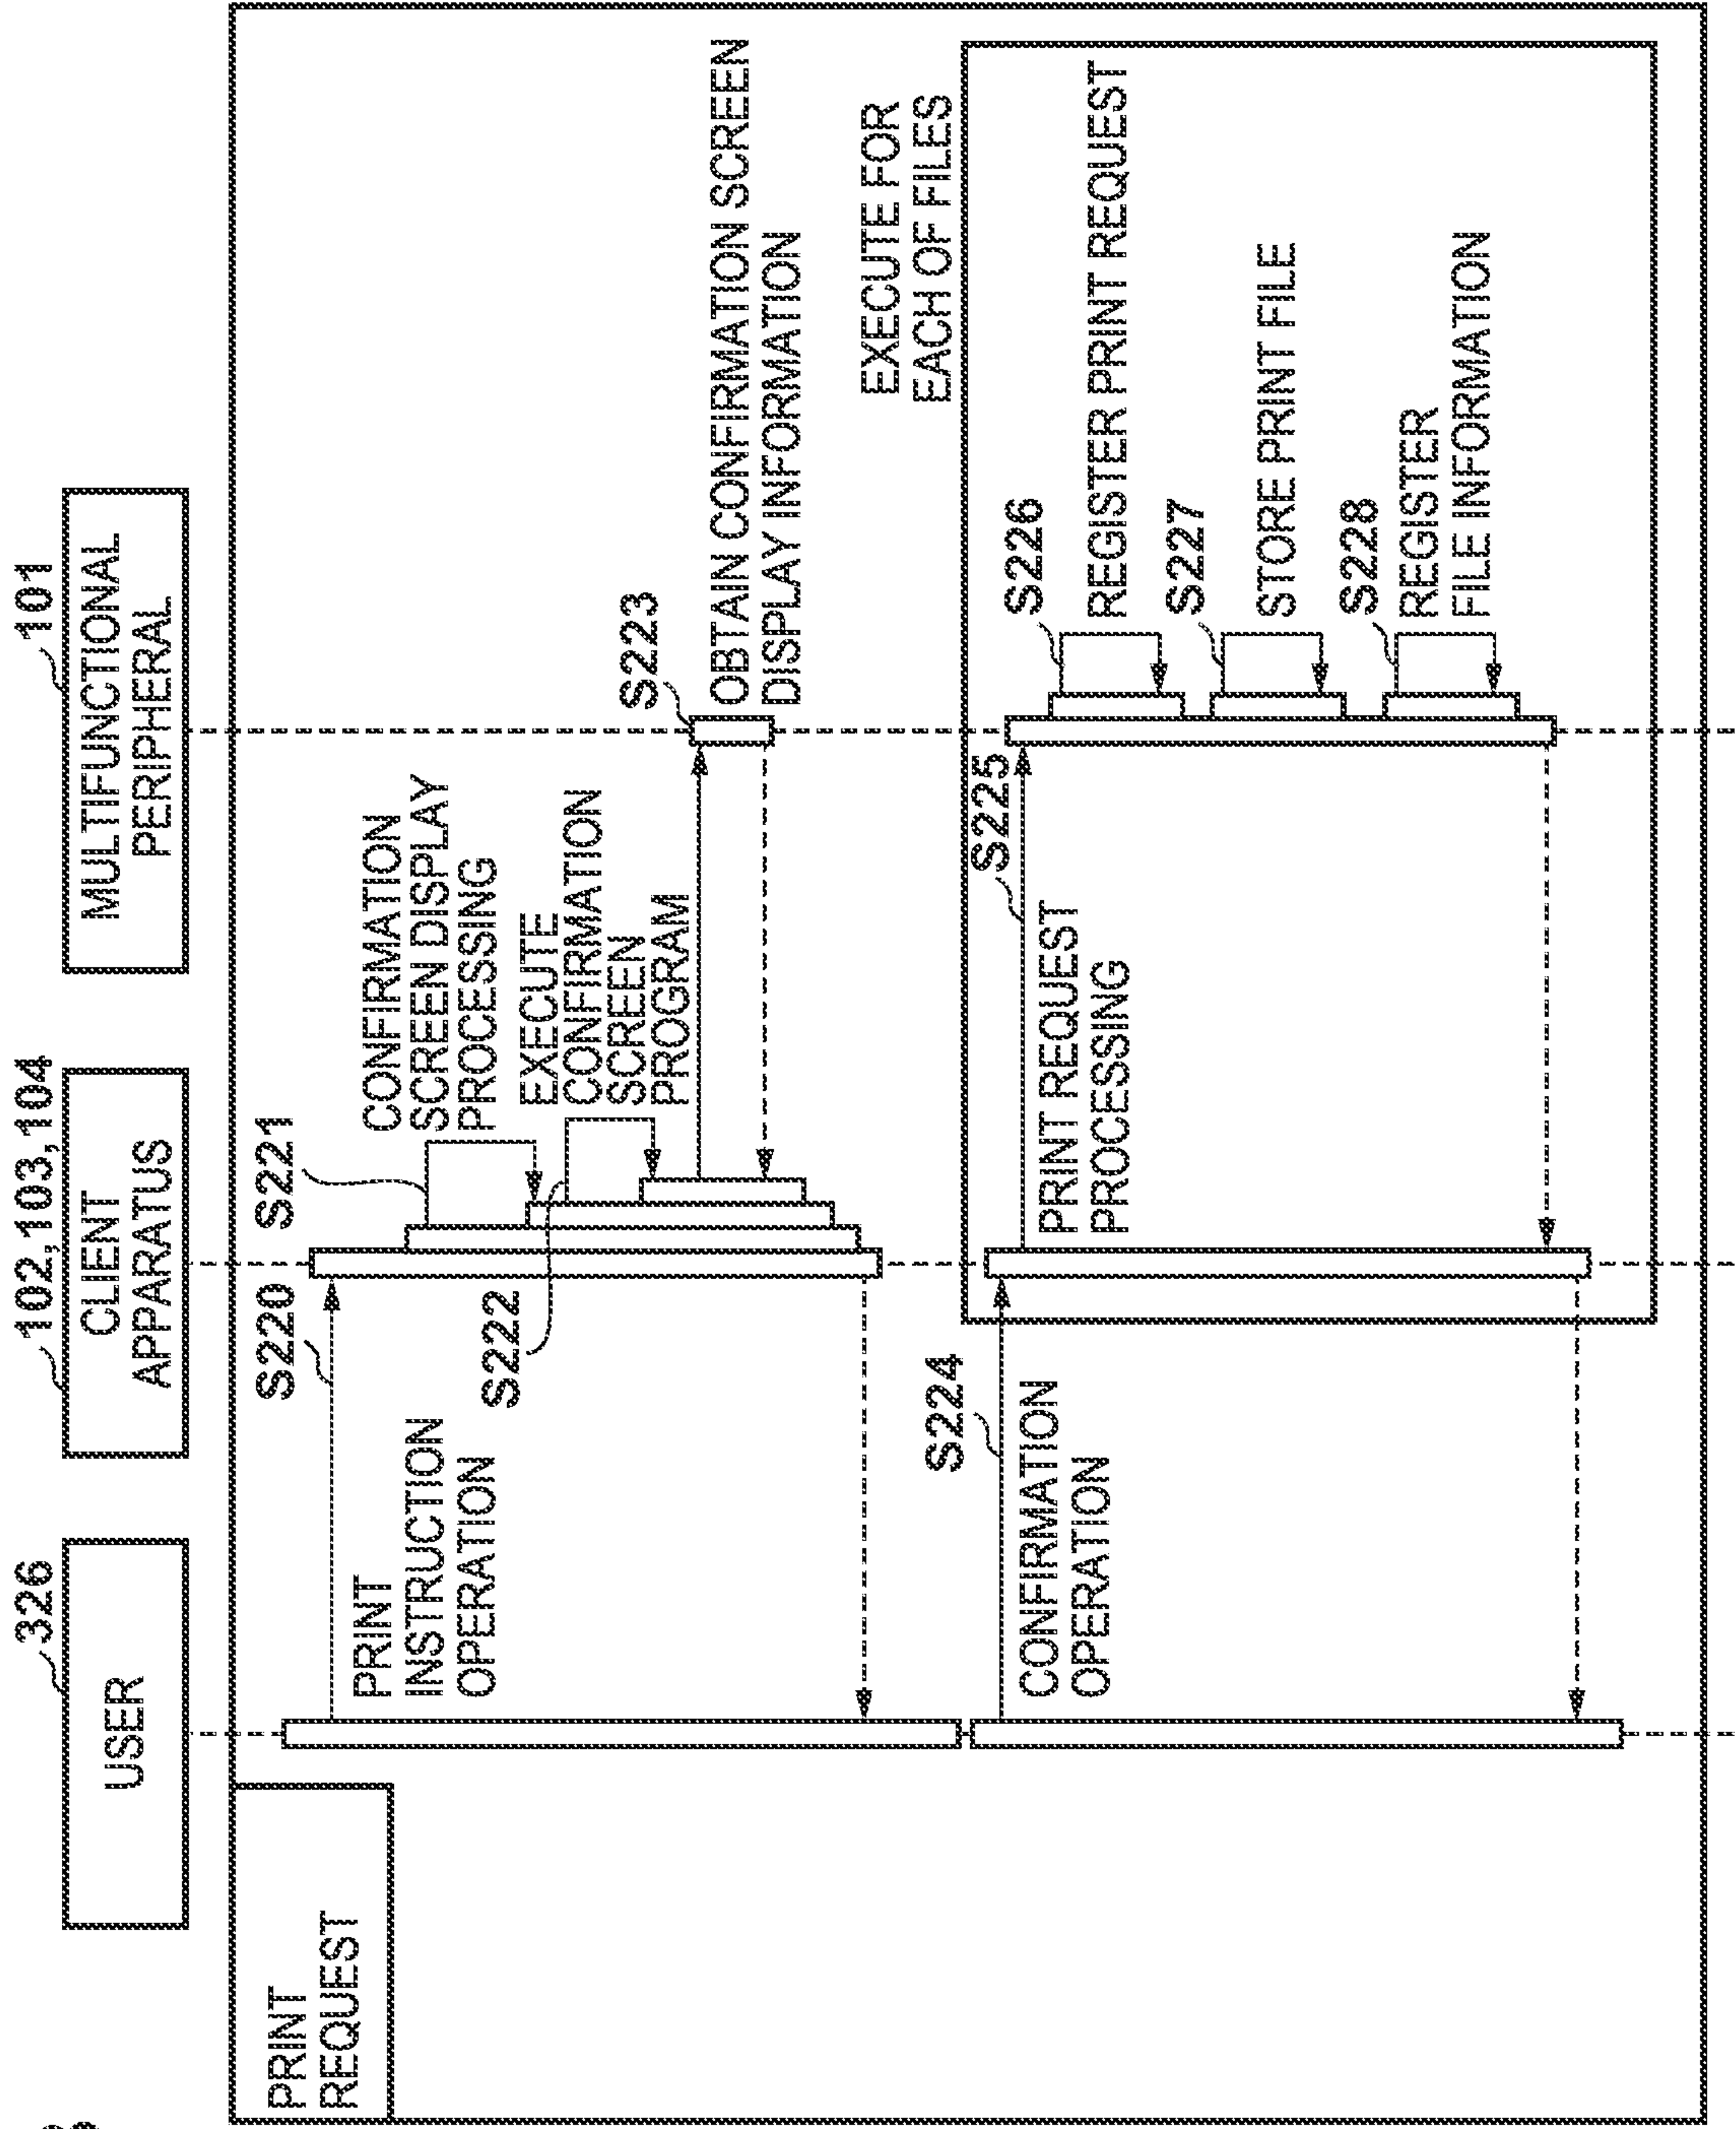 326
USER
102,103,104
CLIENT
APPARATUS
101
MULTIFUNCTIONAL
PERIPHERAL
PRINT
REQUEST
S220
PRINT
INSTRUCTION
OPERATION
S221
CONFIRMATION
SCREEN DISPLAY
PROCESSING
S222
EXECUTE
CONFIRMATION
SCREEN
PROGRAM
S223
OBTAIN CONFIRMATION SCREEN
DISPLAY INFORMATION
EXECUTE FOR
EACH OF FILES
S224
CONFIRMATION
OPERATION
S225
PRINT REQUEST
PROCESSING
S226
REGISTER PRINT REQUEST
S227
STORE PRINT FILE
S228
REGISTER
FILE INFORMATION